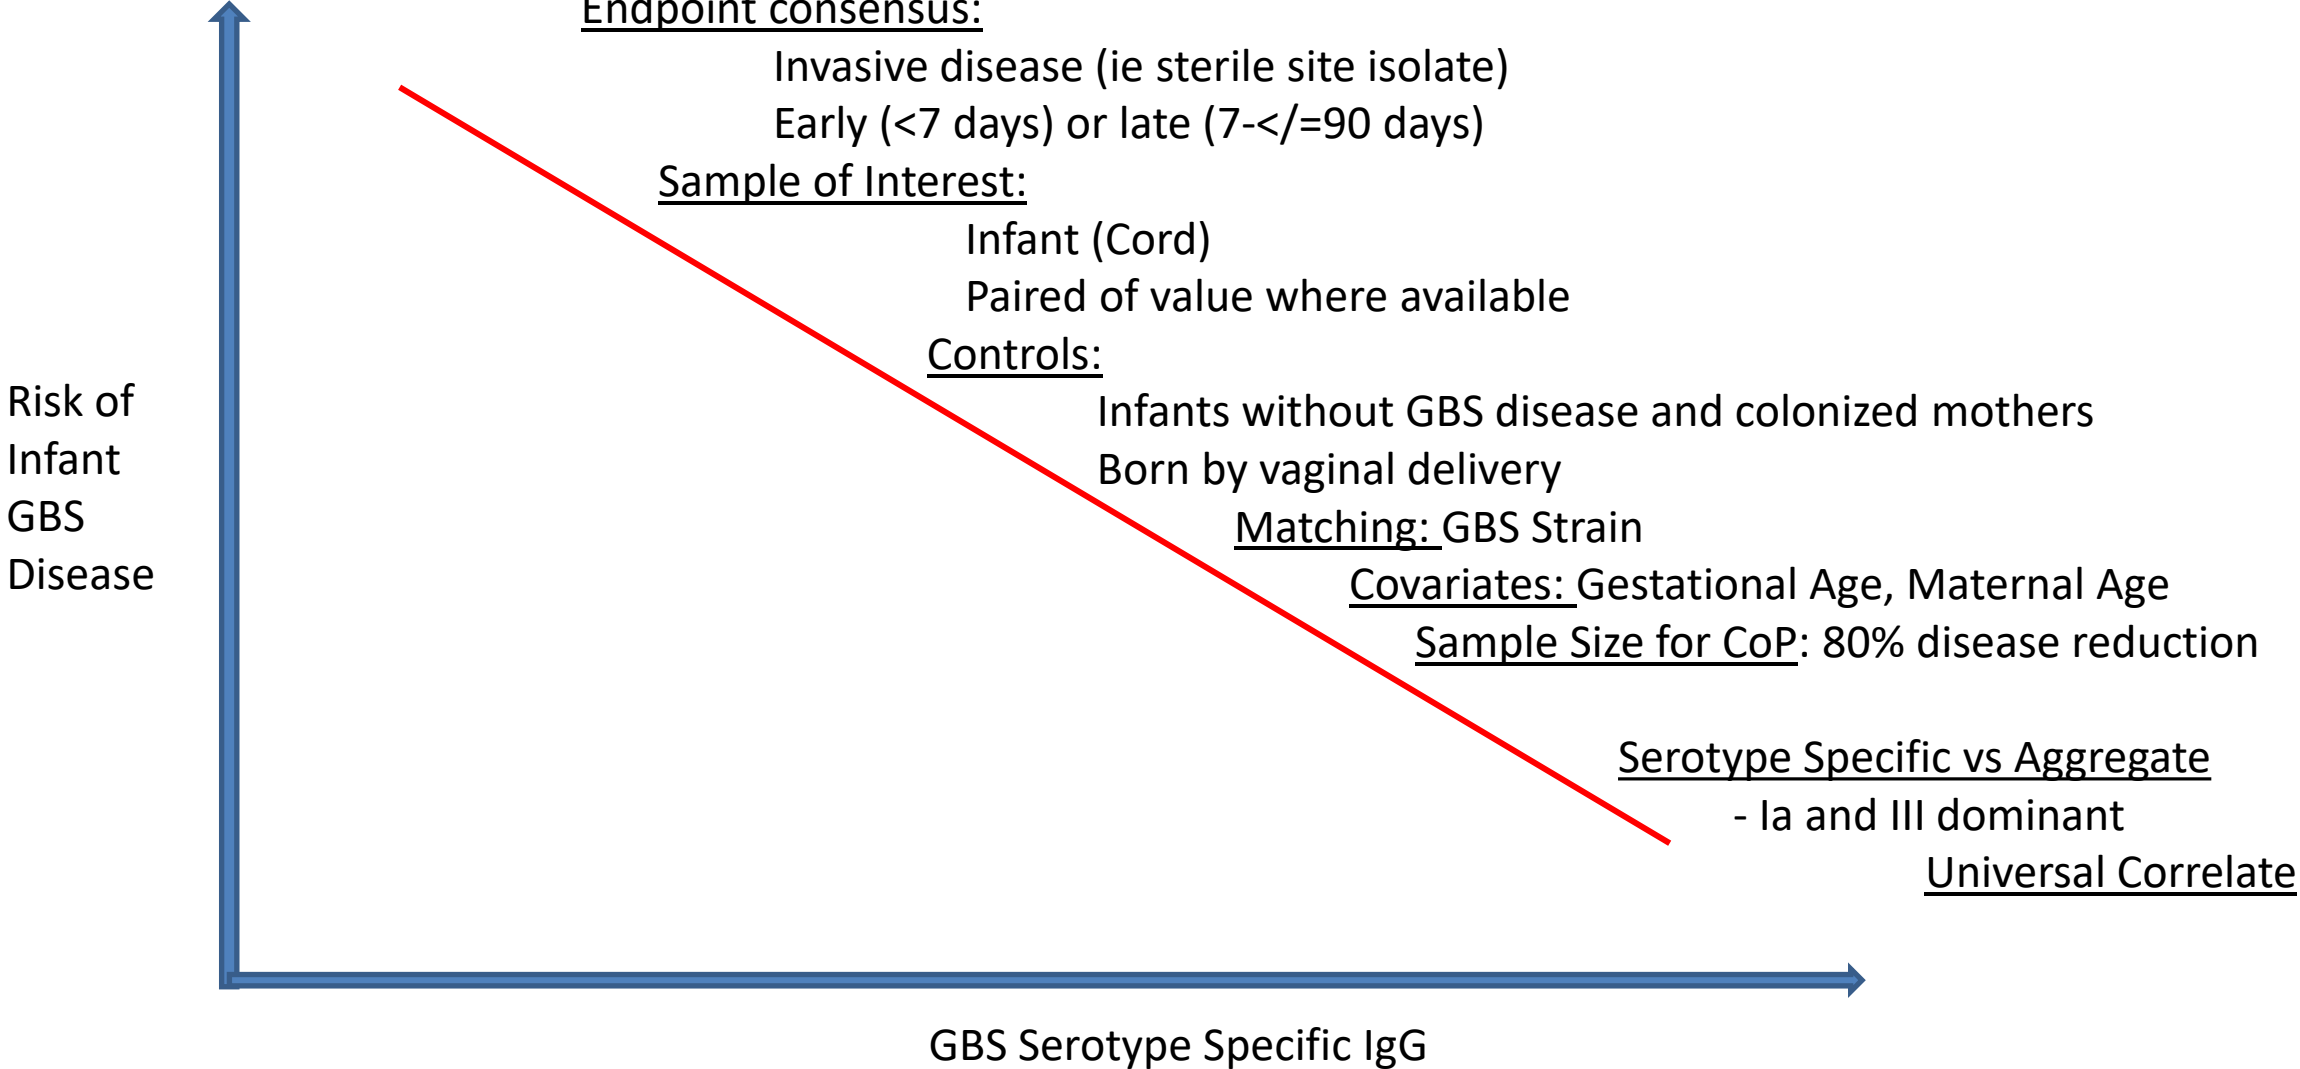 Endpoint consensus:
Invasive disease (ie sterile site isolate)
Early (<7 days) or late (7-</=90 days)
Sample of Interest:
Infant (Cord)
Paired of value where available
Controls:
Infants without GBS disease and colonized mothers
Born by vaginal delivery
Matching: GBS Strain
Covariates: Gestational Age, Maternal Age
Sample Size for CoP: 80% disease reduction
Serotype Specific vs Aggregate
- Ia and III dominant
Universal Correlate
Risk of
Infant
GBS
Disease
GBS Serotype Specific IgG